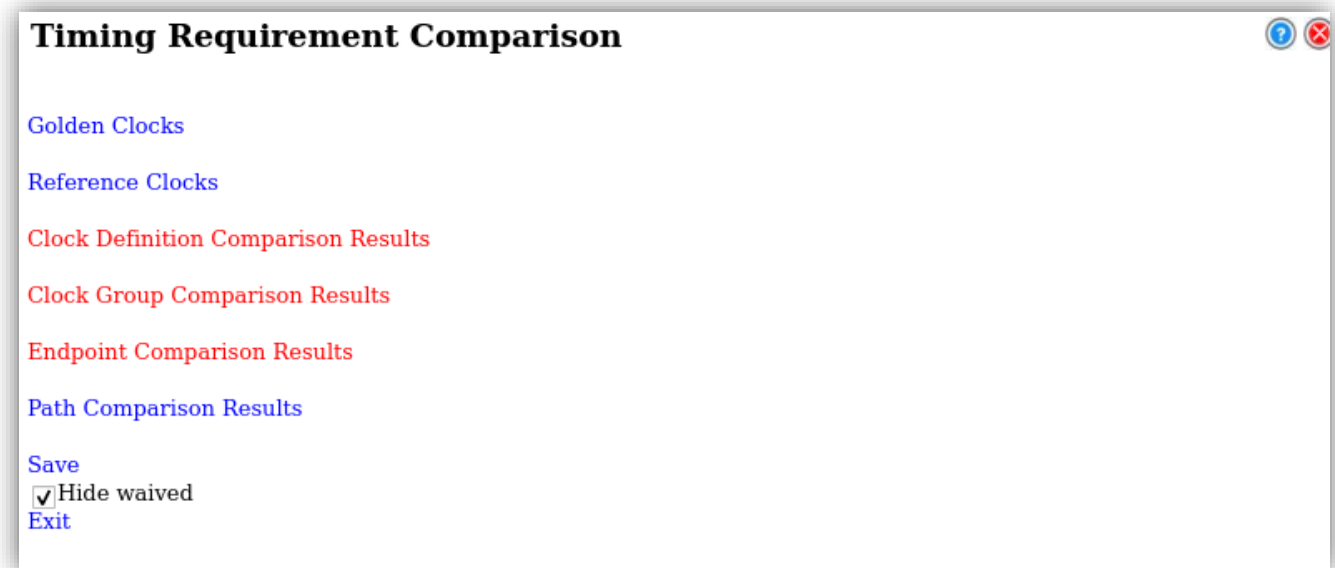 Timing Requirement Comparison
?
Golden Clocks
Reference Clocks
Clock Definition Comparison Results
Clock Group Comparison Results
Endpoint Comparison Results
Path Comparison Results
Save
Hide waived
Exit